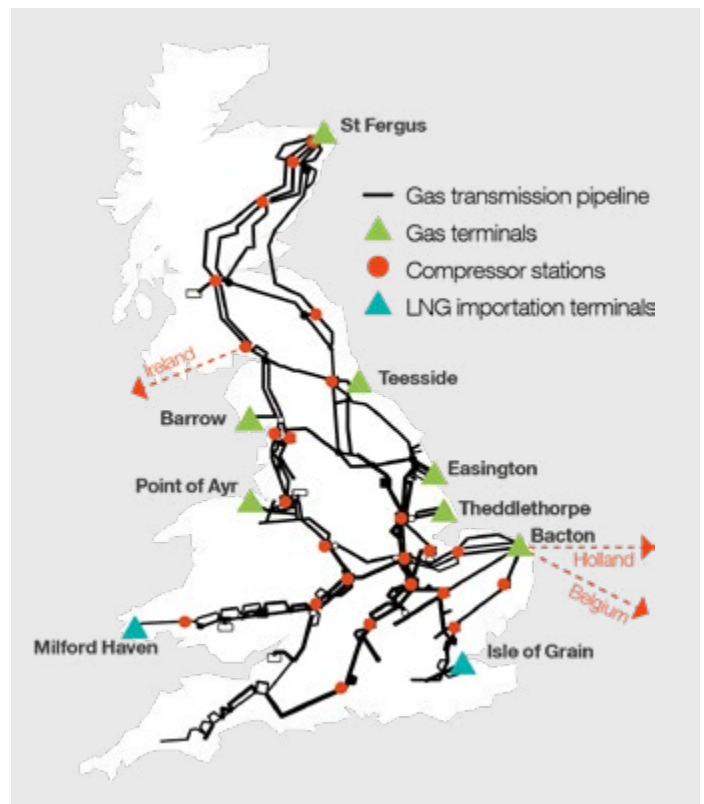 St Fergus
Gas transmission pipeline
Gas terminals
Compressor stations
LNG importation terminals
Ireland
Teesside
Barrow
Easington
Point of Ayr
Theddlethorpe
Bacton
Holland
Belgium
Milford Haven
Isle of Grain